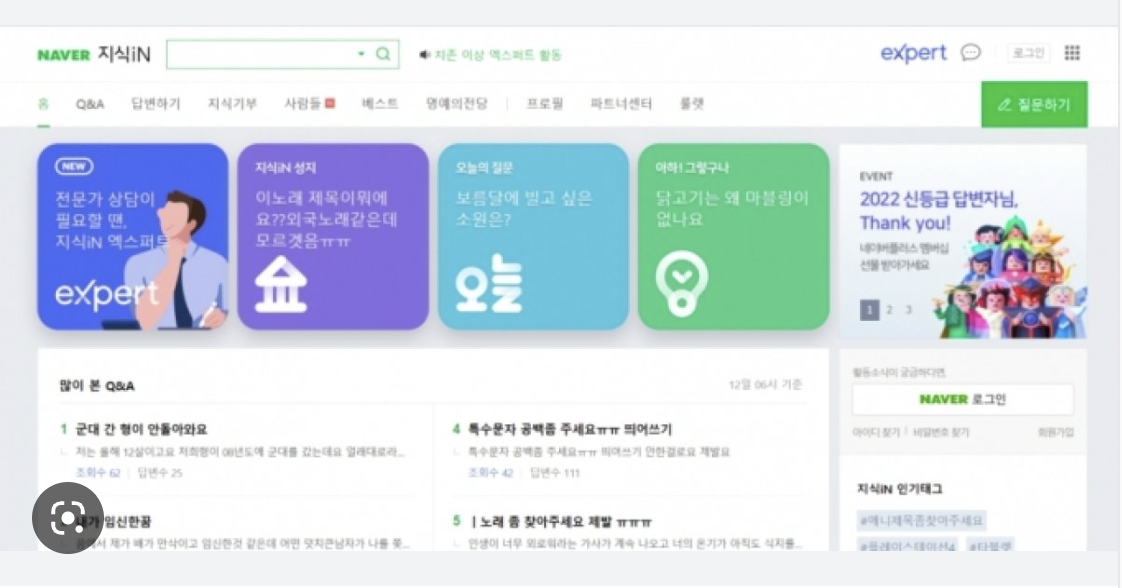 NAVER 지식iN
지존 이상 엑스퍼트 활동
expert
로그인
홈 Q&A 답변하기 지식기부 사람들 베스트 명예의전당 프로필 파트너센터 룰렛
질문하기
NEW
전문가 상담이
필요할 땐,
지식iN 엑스퍼트
expert
지식iN 성지
이노래 제목이뭐에
요??외국노래같은데
모르겟음ㅠㅠ
오늘의 질문
보름달에 빌고 싶은
소원은?
오늘
아하! 그렇구나
닭고기는 왜 마블링이
없나요
EVENT
2022 신등급 답변자님,
Thank you!
네이버플러스 멤버십
선물 받아가세요
1 2 3
많이 본 Q&A
12일 06시 기준
1 군대 간 형이 안돌아와요
저는 올해 12살이고요 저희형이 08년도에 군대를 갔는데요 얼래대로라...
조회수 62 답변수 25
내가 임신한꿈
꿈에서 제가 배가 만삭이고 임신한것 같은데 어떤 멋지큰남자가 나를 쫓...
4 특수문자 공백좀 주세요ㅠㅠ 띄어쓰기
특수문자 공백좀 주세요ㅠㅠ 띄어쓰기 안한걸로요 제발요
조회수 42 답변수 111
5 | 노래 좀 찾아주세요 제발 ㅠㅠㅠ
인생이 너무 외로워라는 가사가 계속 나오고 너의 온기가 아직도 식지를...
활동소식이 궁금하다면,
NAVER 로그인
아이디 찾기 | 비밀번호 찾기 회원가입
지식iN 인기태그
#애니제목좀찾아주세요
#플레이스테이션4 #타블렛